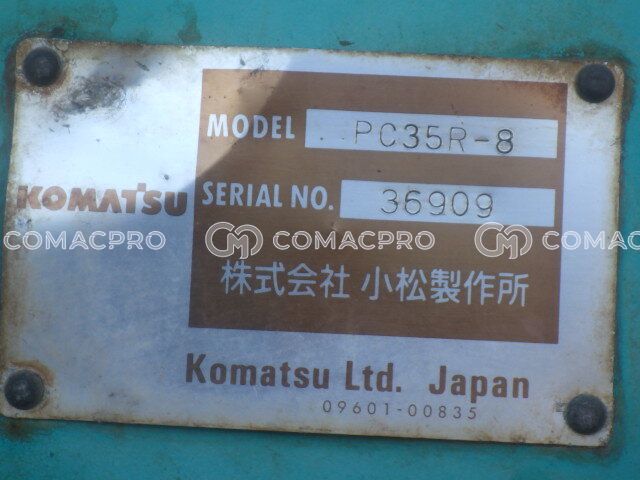 MODEL PC35R-8
KOMATSU
SERIAL NO. 36909
COMACPRO COMACPRO COMACPRO
株式会社 小松製作所
Komatsu Ltd. Japan
09601-00835